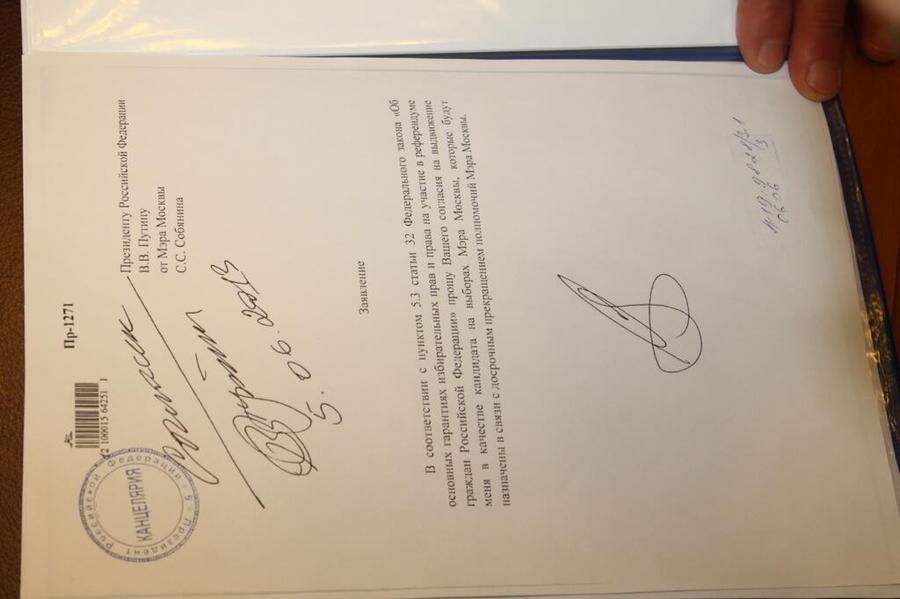 Российской Федерации
Президент
КАНЦЕЛЯРИЯ
6
2 100015 64251 1
Пр-1271
Президенту Российской Федерации
В.В. Путину
от Мэра Москвы
С.С. Собянина
Согласен
В. Путин
5. 06. 2013
Заявление
В соответствии с пунктом 5.3 статьи 32 Федерального закона «Об
основных гарантиях избирательных прав и права на участие в референдуме
граждан Российской Федерации» прошу Вашего согласия на выдвижение
меня в качестве кандидата на выборах Мэра Москвы, которые будут
назначены в связи с досрочным прекращением полномочий Мэра Москвы.